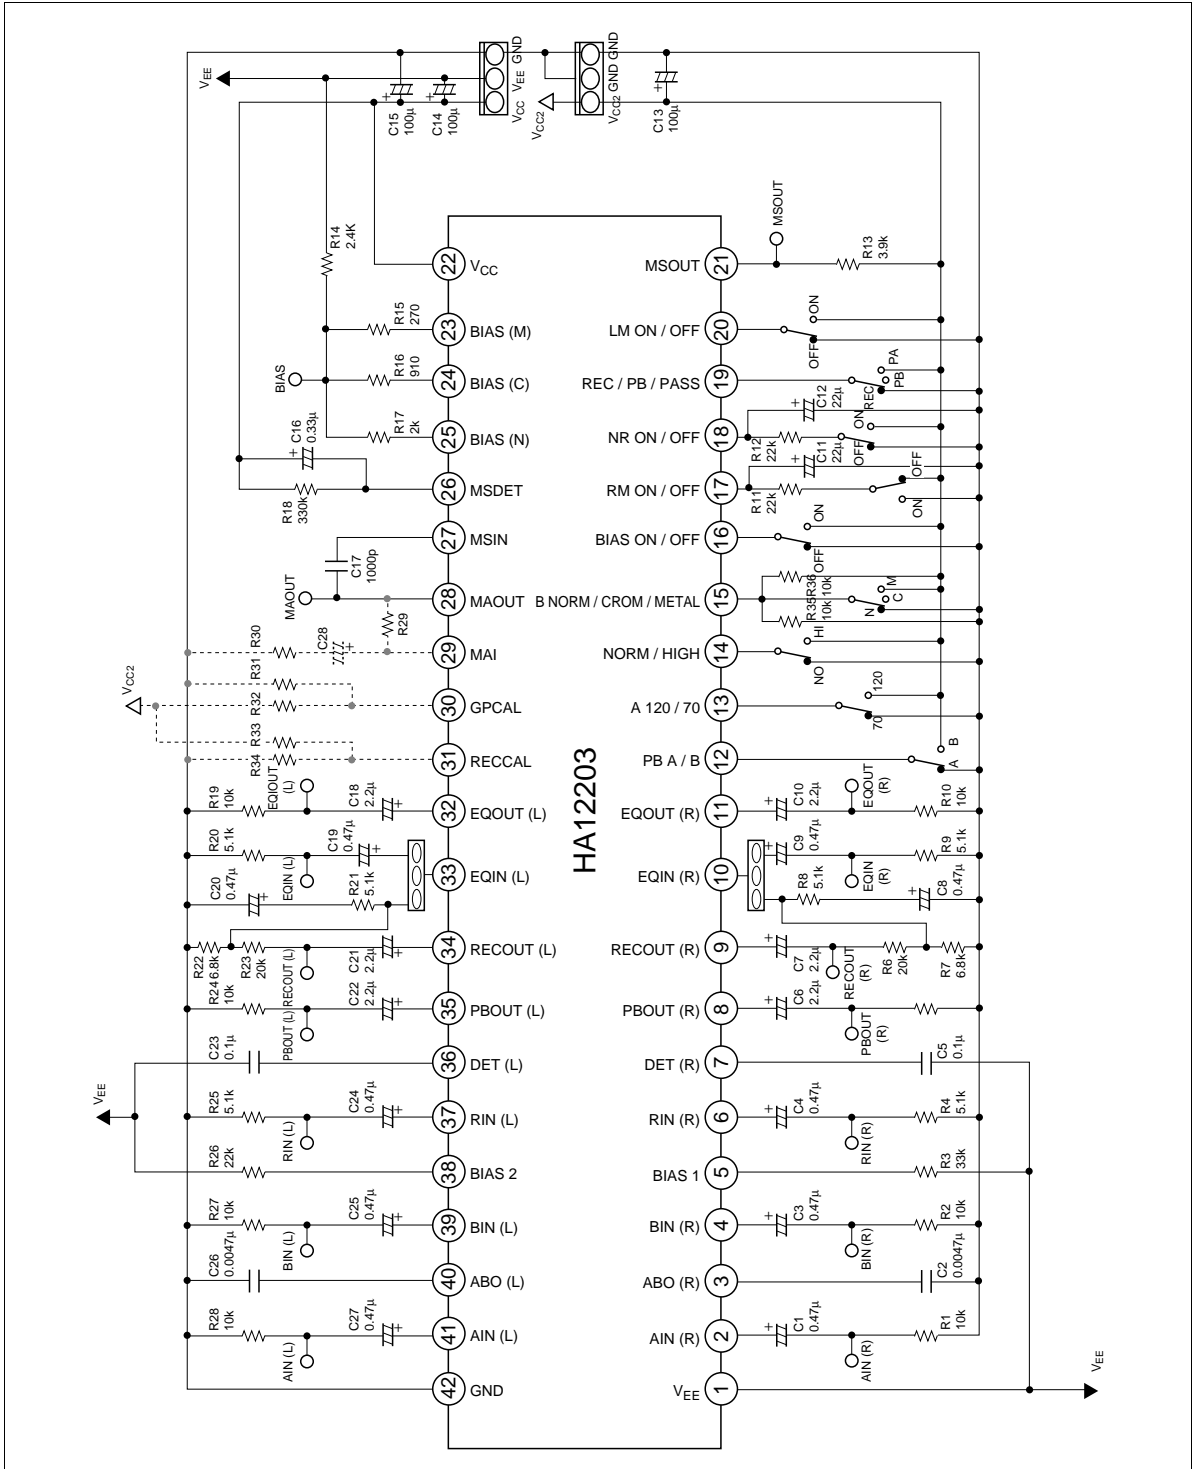 VEE
C15
100μ
C14
100μ
VCC VEE GND
VCC2
VCC2 GND GND
C13
100μ
R14
2.4K
R15
270
R16
910
R17
2k
BIAS
C16
0.33μ
R18
330k
C17
1000p
MAOUT
R29
R30
C28
R31
R32
R33
R34
VCC2
R19
10k
EQIOUT
(L)
C18
2.2μ
R20
5.1k
EQIN (L)
C19
0.47μ
C20
0.47μ
R21
5.1k
R22
6.8k
R23
20k
RECOUT (L)
C21
2.2μ
R24
10k
PBOUT (L)
C22
2.2μ
C23
0.1μ
VEE
R25
5.1k
RIN (L)
C24
0.47μ
R26
22k
R27
10k
BIN (L)
C25
0.47μ
C26
0.0047μ
R28
10k
AIN (L)
C27
0.47μ
22 VCC
23 BIAS (M)
24 BIAS (C)
25 BIAS (N)
26 MSDET
27 MSIN
28 MAOUT
29 MAI
30 GPCAL
31 RECCAL
32 EQOUT (L)
33 EQIN (L)
34 RECOUT (L)
35 PBOUT (L)
36 DET (L)
37 RIN (L)
38 BIAS 2
39 BIN (L)
40 ABO (L)
41 AIN (L)
42 GND
HA12203
MSOUT 21
LM ON / OFF 20
REC / PB / PASS 19
NR ON / OFF 18
RM ON / OFF 17
BIAS ON / OFF 16
B NORM / CROM / METAL 15
NORM / HIGH 14
A 120 / 70 13
PB A / B 12
EQOUT (R) 11
EQIN (R) 10
RECOUT (R) 9
PBOUT (R) 8
DET (R) 7
RIN (R) 6
BIAS 1 5
BIN (R) 4
ABO (R) 3
AIN (R) 2
VEE 1
MSOUT
R13
3.9k
OFF ON
REC PB PA
C12
22μ
R12
22k
OFF ON
C11
22μ
R11
22k
ON OFF
OFF ON
R36
10k
R35
10k
N C M
NO HI
70 120
A B
C10
2.2μ
EQOUT
(R)
R10
10k
C9
0.47μ
EQIN
(R)
R9
5.1k
R8
5.1k
C8
0.47μ
C7
2.2μ
RECOUT
(R)
R6
20k
R7
6.8k
C6
2.2μ
PBOUT
(R)
C5
0.1μ
C4
0.47μ
RIN (R)
R4
5.1k
R3
33k
C3
0.47μ
BIN (R)
R2
10k
C2
0.0047μ
C1
0.47μ
AIN (R)
R1
10k
VEE